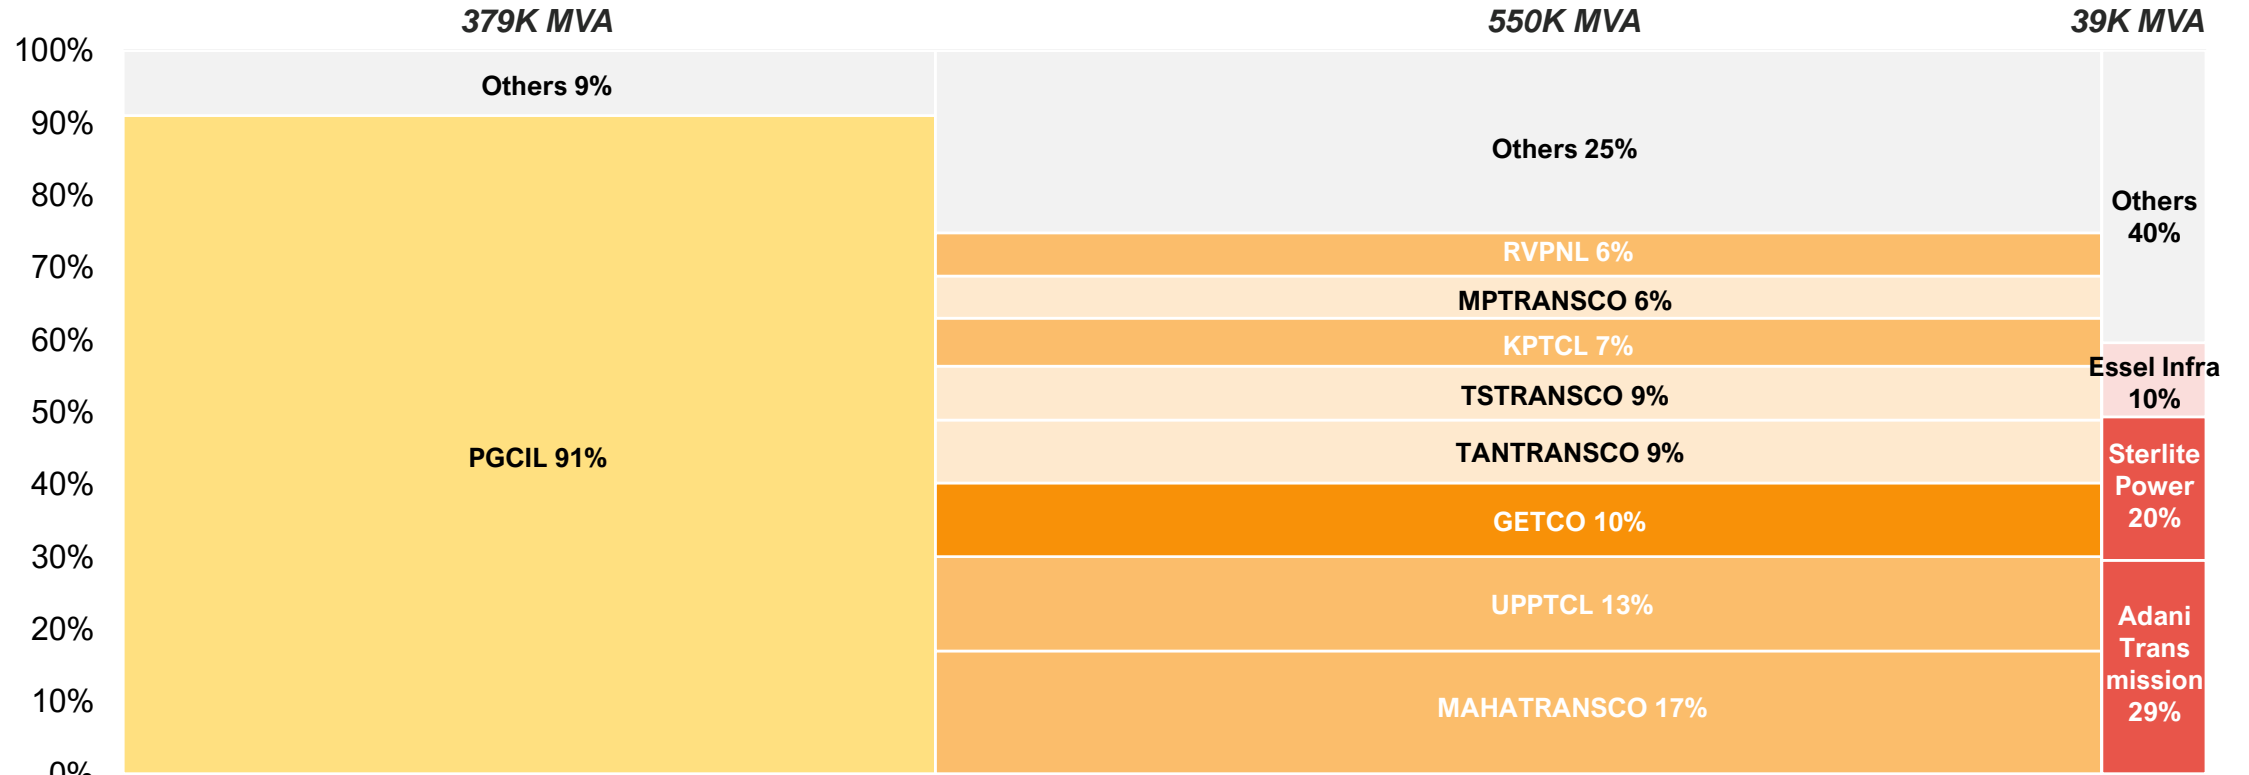 379K MVA
550K MVA
39K MVA
100%
90%
80%
70%
60%
50%
40%
30%
20%
10%
0%
Others 9%
PGCIL 91%
Others 25%
RVPNL 6%
MPTRANSCO 6%
KPTCL 7%
TSTRANSCO 9%
TANTRANSCO 9%
GETCO 10%
UPPTCL 13%
MAHATRANSCO 17%
Others
40%
Essel Infra
10%
Sterlite
Power
20%
Adani
Trans
mission
29%